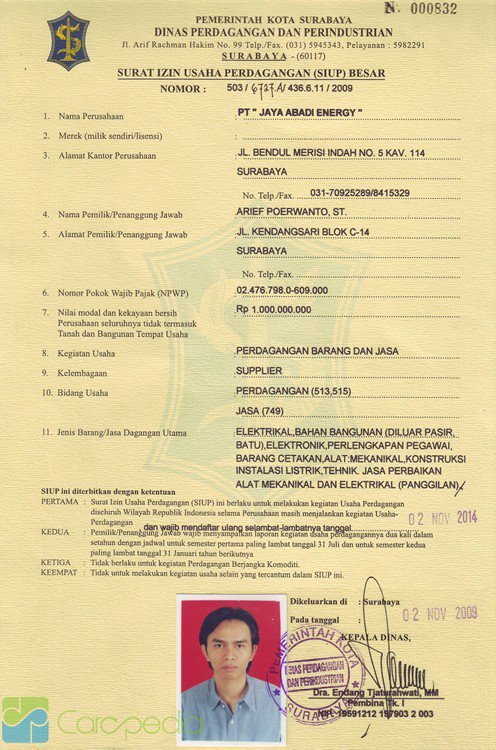 N. 000832
PEMERINTAH KOTA SURABAYA
DINAS PERDAGANGAN DAN PERINDUSTRIAN
Jl. Arif Rachman Hakim No. 99 Telp./Fax. (031) 5945343, Pelayanan : 5982291
SURABAYA - (60117)
SURAT IZIN USAHA PERDAGANGAN (SIUP) BESAR
NOMOR : 503 / 6727.A / 436.6.11 / 2009
1. Nama Perusahaan : PT " JAYA ABADI ENERGY "
2. Merek (milik sendiri/lisensi) :
3. Alamat Kantor Perusahaan : JL. BENDUL MERISI INDAH NO. 5 KAV. 114
SURABAYA
No. Telp./Fax. 031-70925289/8415329
4. Nama Pemilik/Penanggung Jawab : ARIEF POERWANTO, ST.
5. Alamat Pemilik/Penanggung Jawab : JL. KENDANGSARI BLOK C-14
SURABAYA
No. Telp./Fax.
6. Nomor Pokok Wajib Pajak (NPWP) : 02.476.798.0-609.000
7. Nilai modal dan kekayaan bersih : Rp 1.000.000.000
Perusahaan seluruhnya tidak termasuk
Tanah dan Bangunan Tempat Usaha
8. Kegiatan Usaha : PERDAGANGAN BARANG DAN JASA
9. Kelembagaan : SUPPLIER
10. Bidang Usaha : PERDAGANGAN (513,515)
JASA (749)
11. Jenis Barang/Jasa Dagangan Utama : ELEKTRIKAL,BAHAN BANGUNAN (DILUAR PASIR,
BATU),ELEKTRONIK,PERLENGKAPAN PEGAWAI,
BARANG CETAKAN,ALAT:MEKANIKAL,KONSTRUKSI
INSTALASI LISTRIK,TEHNIK. JASA PERBAIKAN
ALAT MEKANIKAL DAN ELEKTRIKAL (PANGGILAN)
SIUP ini diterbitkan dengan ketentuan
PERTAMA : Surat Izin Usaha Perdagangan (SIUP) ini berlaku untuk melakukan kegiatan Usaha Perdagangan
diseluruh Wilayah Republik Indonesia selama Perusahaan masih menjalankan kegiatan Usaha-
Perdagangan dan wajib mendaftar ulang selambat-lambatnya tanggal 02 NOV 2014
KEDUA : Pemilik/Penanggung Jawab wajib menyampaikan laporan kegiatan usaha perdagangannya dua kali dalam
setahun dengan jadwal untuk semester pertama paling lambat tanggal 31 Juli dan untuk semester kedua
paling lambat tanggal 31 Januari tahun berikutnya
KETIGA : Tidak berlaku untuk kegiatan Perdagangan Berjangka Komoditi.
KEEMPAT : Tidak untuk melakukan kegiatan usaha selain yang tercantum dalam SIUP ini.
Dikeluarkan di : Surabaya
Pada tanggal : 02 NOV 2009
KEPALA DINAS,
PEMERINTAH KOTA
DINAS PERDAGANGAN
DAN PERINDUSTRIAN
SURABAYA
Dra. Endang Tjaturahwati, MM
Pembina Tk. I
NIP. 19591212 197903 2 003
Carcpedia